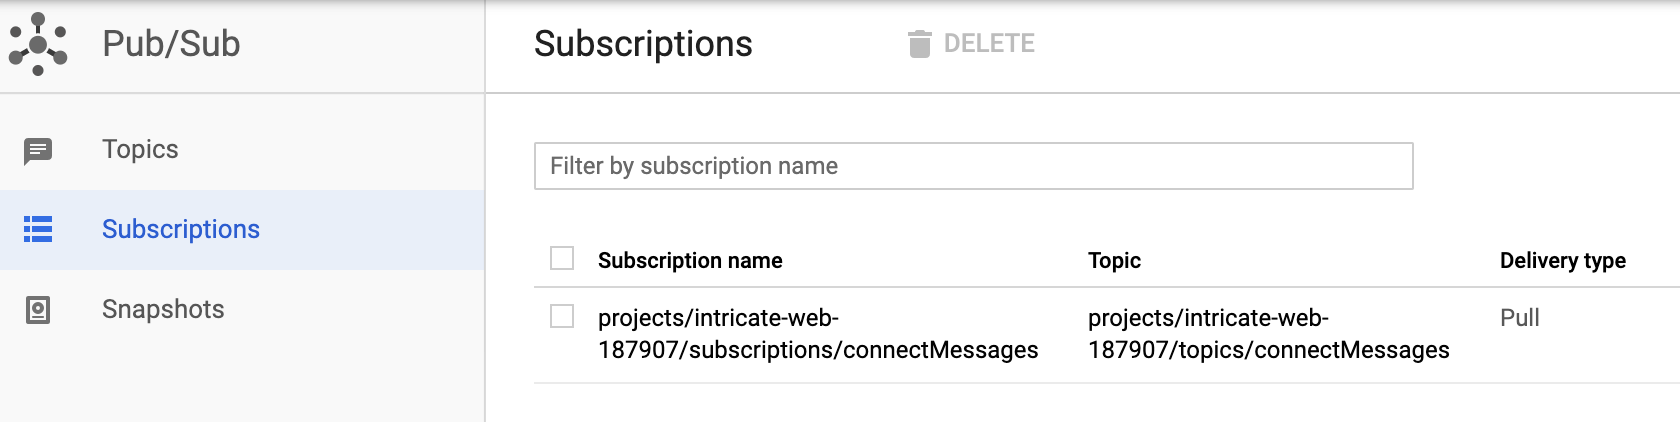 Pub/Sub
Subscriptions
DELETE
Topics
Subscriptions
Snapshots
Filter by subscription name
Subscription name
Topic
Delivery type
projects/intricate-web-
187907/subscriptions/connectMessages
projects/intricate-web-
187907/topics/connectMessages
Pull